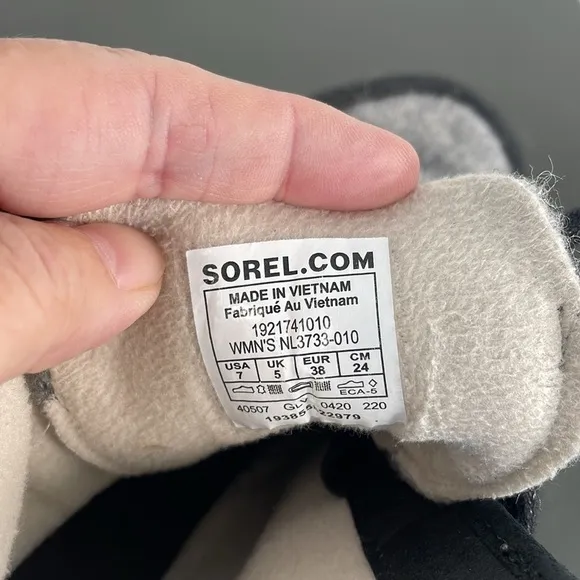 SOREL.COM
MADE IN VIETNAM
Fabriqué Au Vietnam
1921741010
WMN'S NL3733-010
USA UK EUR CM
7 5 38 24
ECA-5
40507 0420 220